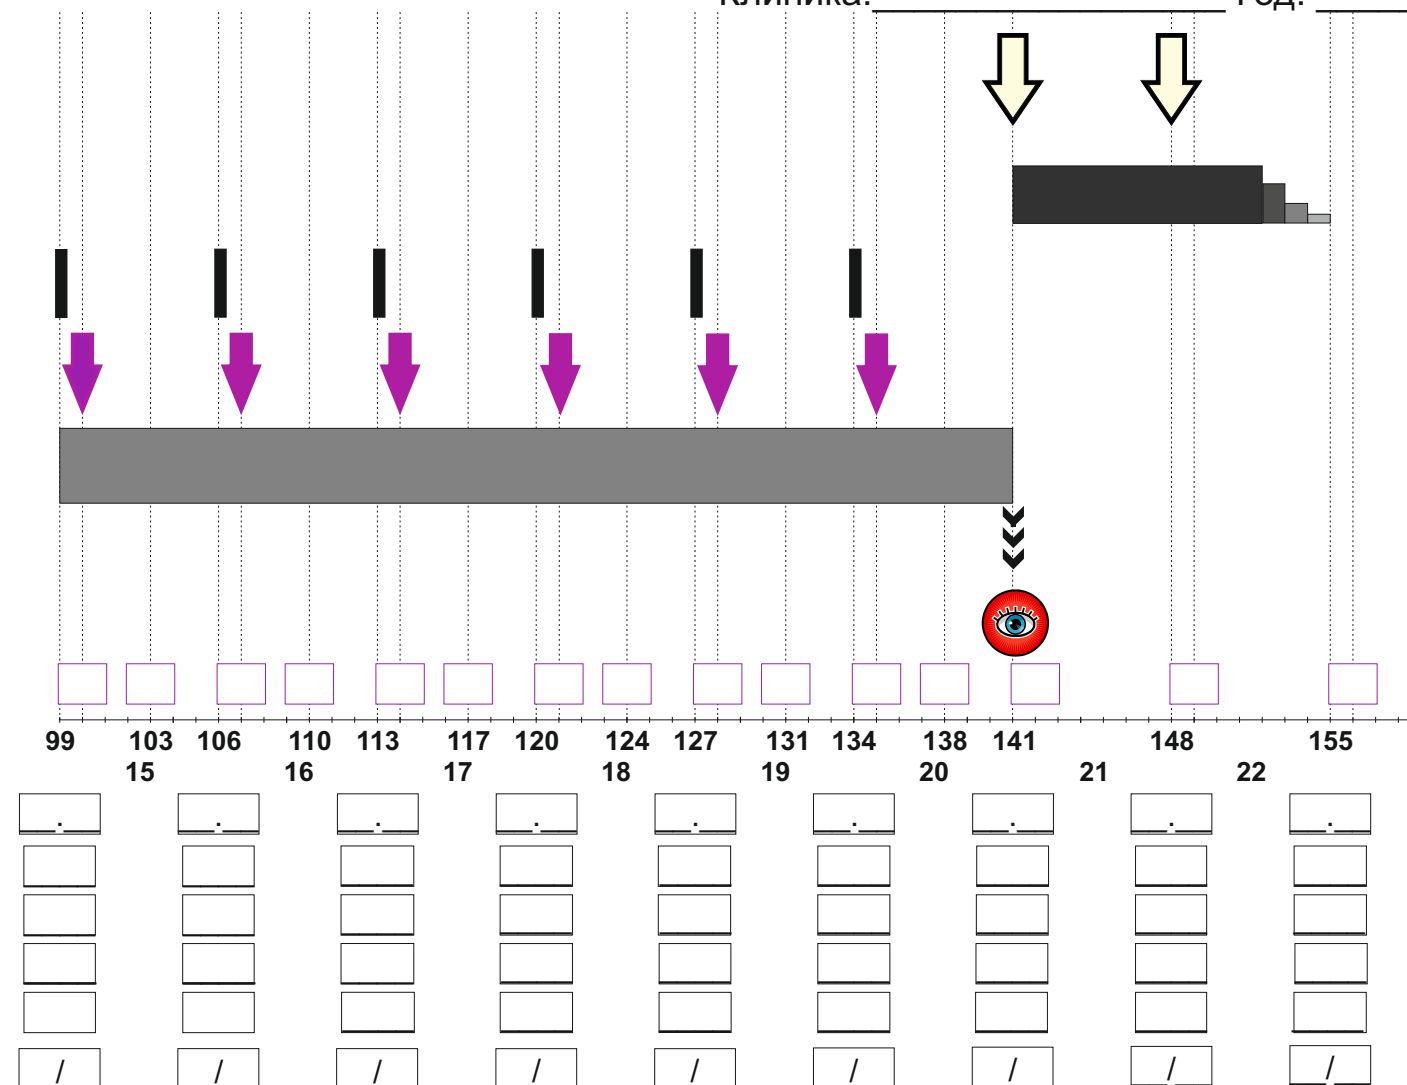 Клиника: Год:
99 103 106 110 113 117 120 124 127 131 134 138 141 148 155
15 16 17 18 19 20 21 22
. . . . . . . . .
/ / / / / / / / /